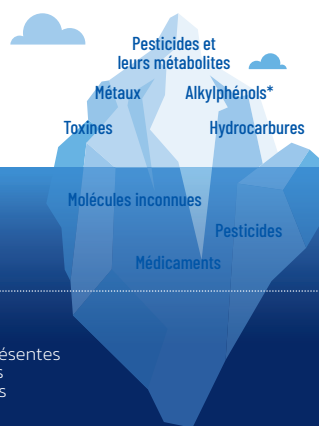 Pesticides et
leurs métabolites
Métaux Alkylphénols*
Toxines Hydrocarbures
Molécules inconnues
Pesticides
Médicaments